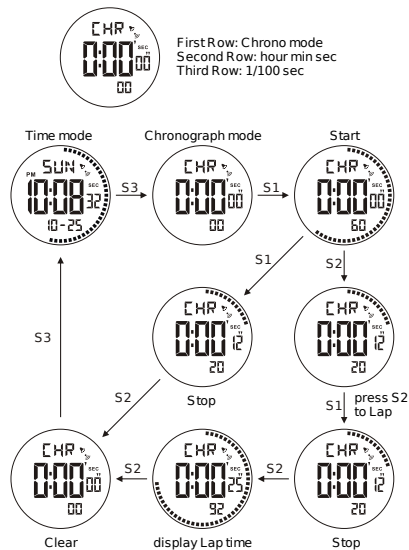 CHR
0:00 SEC 00
00
First Row: Chrono mode
Second Row: hour min sec
Third Row: 1/100 sec
Time mode
Chronograph mode
Start
SUN
PM 10:08 SEC 32
10-25
S3
CHR
0:00 SEC 00
00
S1
CHR
0:00 SEC 00
60
S1
S2
CHR
0:00 SEC 12
20
Stop
CHR
0:00 SEC 12
20
S3
S2
S1
press S2
to Lap
CHR
0:00 SEC 00
00
Clear
S2
CHR
0:00 SEC 25
92
display Lap time
S2
CHR
0:00 SEC 12
20
Stop